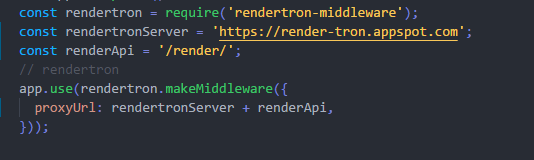 const rendertron = require('rendertron-middleware');
const rendertronServer = 'https://render-tron.appspot.com';
const renderApi = '/render/';
// rendertron
app.use(rendertron.makeMiddleware({
  proxyUrl: rendertronServer + renderApi,
}));